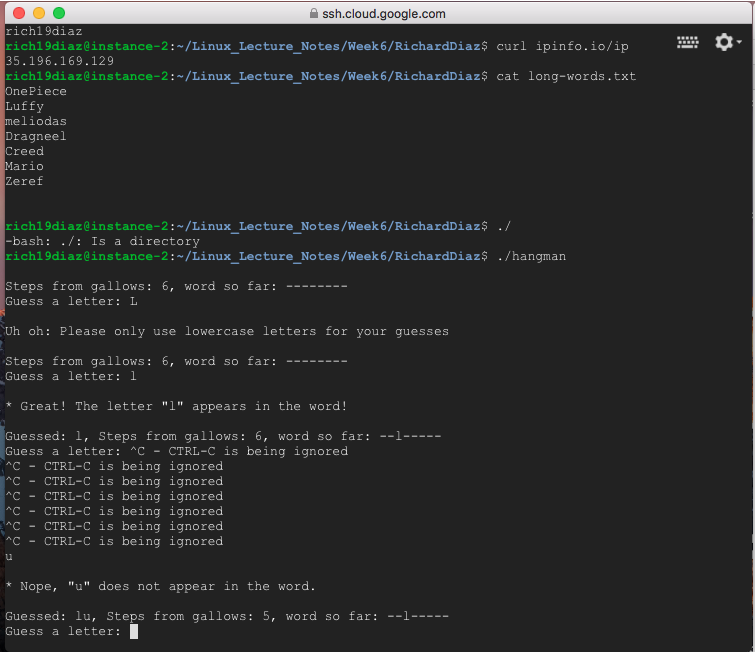 ssh.cloud.google.com
rich19diaz
rich19diaz@instance-2:~/Linux_Lecture_Notes/Week6/RichardDiaz$ curl ipinfo.io/ip
35.196.169.129
rich19diaz@instance-2:~/Linux_Lecture_Notes/Week6/RichardDiaz$ cat long-words.txt
OnePiece
Luffy
meliodas
Dragneel
Creed
Mario
Zeref
rich19diaz@instance-2:~/Linux_Lecture_Notes/Week6/RichardDiaz$ ./
-bash: ./: Is a directory
rich19diaz@instance-2:~/Linux_Lecture_Notes/Week6/RichardDiaz$ ./hangman
Steps from gallows: 6, word so far: --------
Guess a letter: L
Uh oh: Please only use lowercase letters for your guesses
Steps from gallows: 6, word so far: --------
Guess a letter: l
* Great! The letter "l" appears in the word!
Guessed: l, Steps from gallows: 6, word so far: --l-----
Guess a letter: ^C - CTRL-C is being ignored
^C - CTRL-C is being ignored
^C - CTRL-C is being ignored
^C - CTRL-C is being ignored
^C - CTRL-C is being ignored
^C - CTRL-C is being ignored
^C - CTRL-C is being ignored
u
* Nope, "u" does not appear in the word.
Guessed: lu, Steps from gallows: 5, word so far: --l-----
Guess a letter: